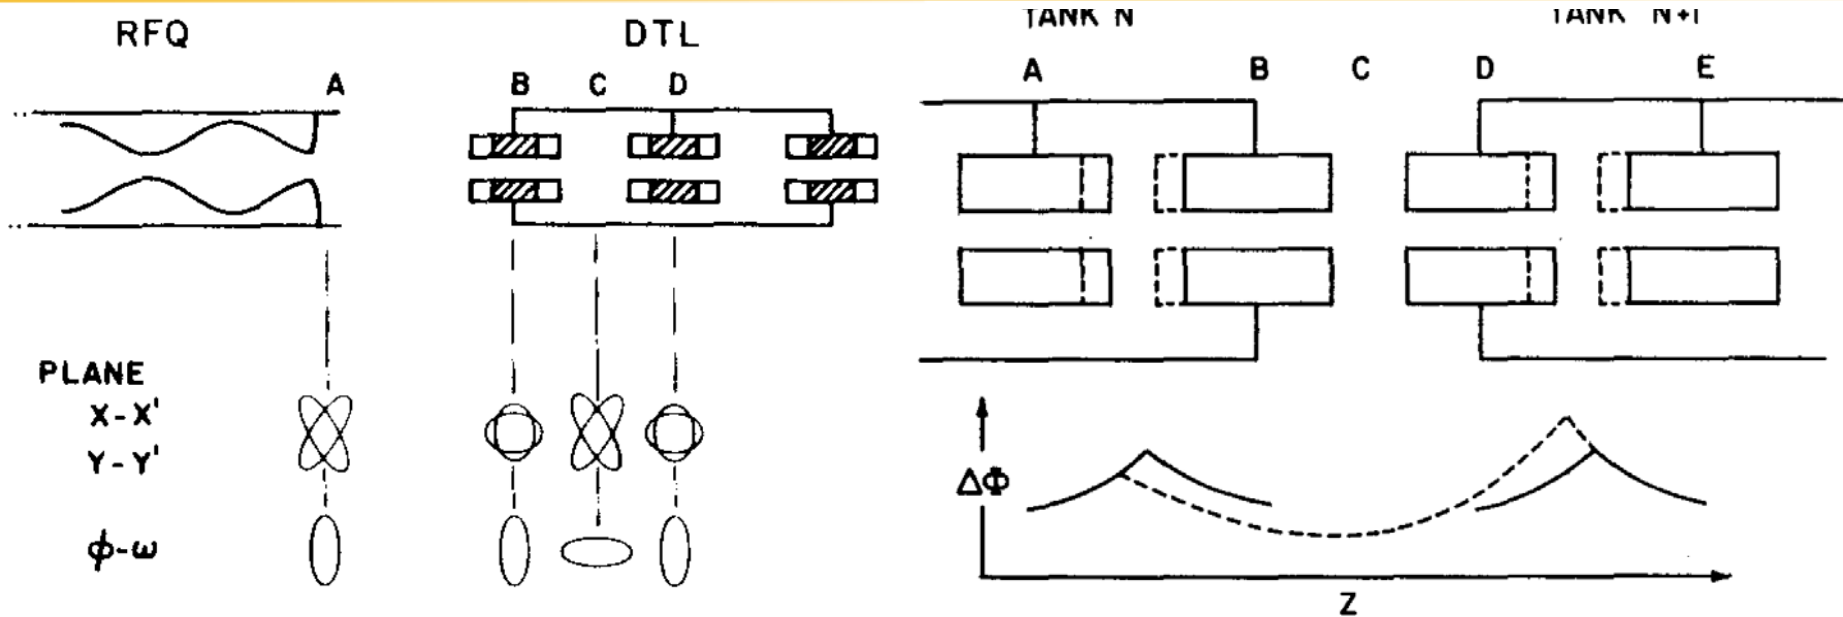 RFQ
DTL
A
B C D
PLANE
X-X'
Y-Y'
ϕ-ω
TANK N
TANK N+1
A B C D E
ΔΦ
Z